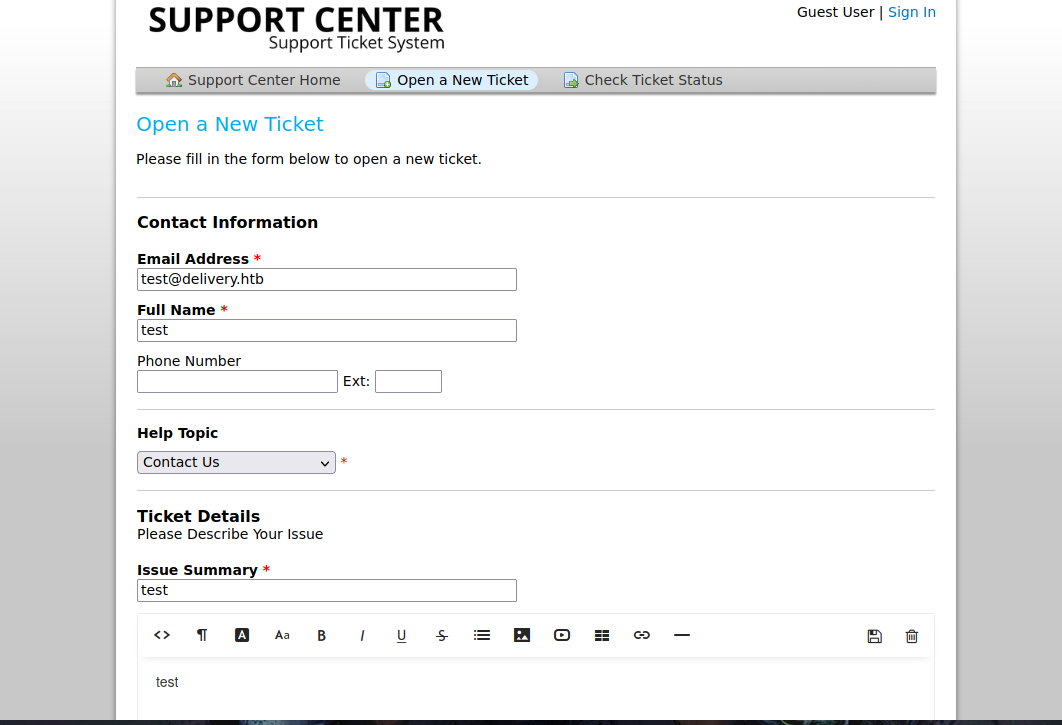 SUPPORT CENTER
Support Ticket System
Guest User | Sign In
Support Center Home Open a New Ticket Check Ticket Status
Open a New Ticket
Please fill in the form below to open a new ticket.
Contact Information
Email Address *
test@delivery.htb
Full Name *
test
Phone Number
Ext:
Help Topic
Contact Us *
Ticket Details
Please Describe Your Issue
Issue Summary *
test
<> ¶ A Aa B I U S
test